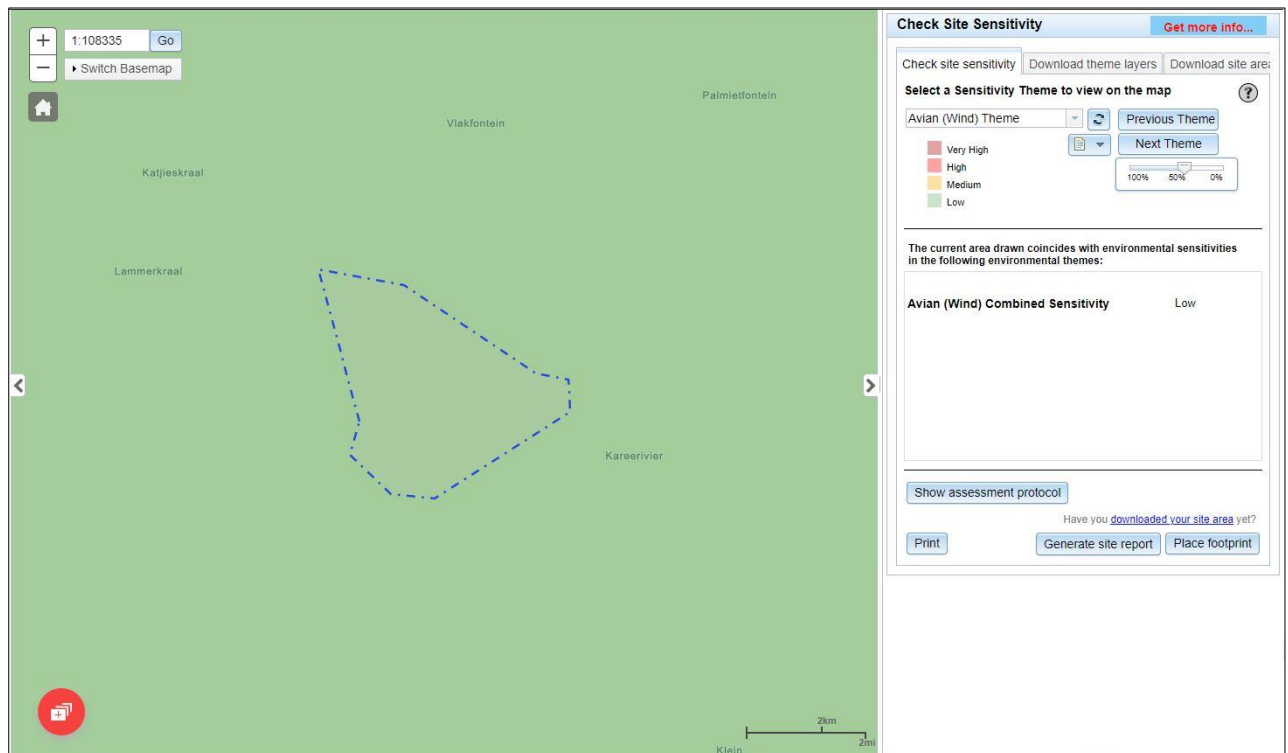 1:108335
Go
Switch Basemap
Palmietfontein
Vlakfontein
Katjieskraal
Lammerkraal
Kareerivier
2km
2mi
Klein
Check Site Sensitivity
Get more info...
Check site sensitivity
Download theme layers
Download site area
Select a Sensitivity Theme to view on the map
?
Avian (Wind) Theme
Previous Theme
Next Theme
Very High
High
Medium
Low
100% 50% 0%
The current area drawn coincides with environmental sensitivities
in the following environmental themes:
Avian (Wind) Combined Sensitivity Low
Show assessment protocol
Have you downloaded your site area yet?
Print
Generate site report
Place footprint